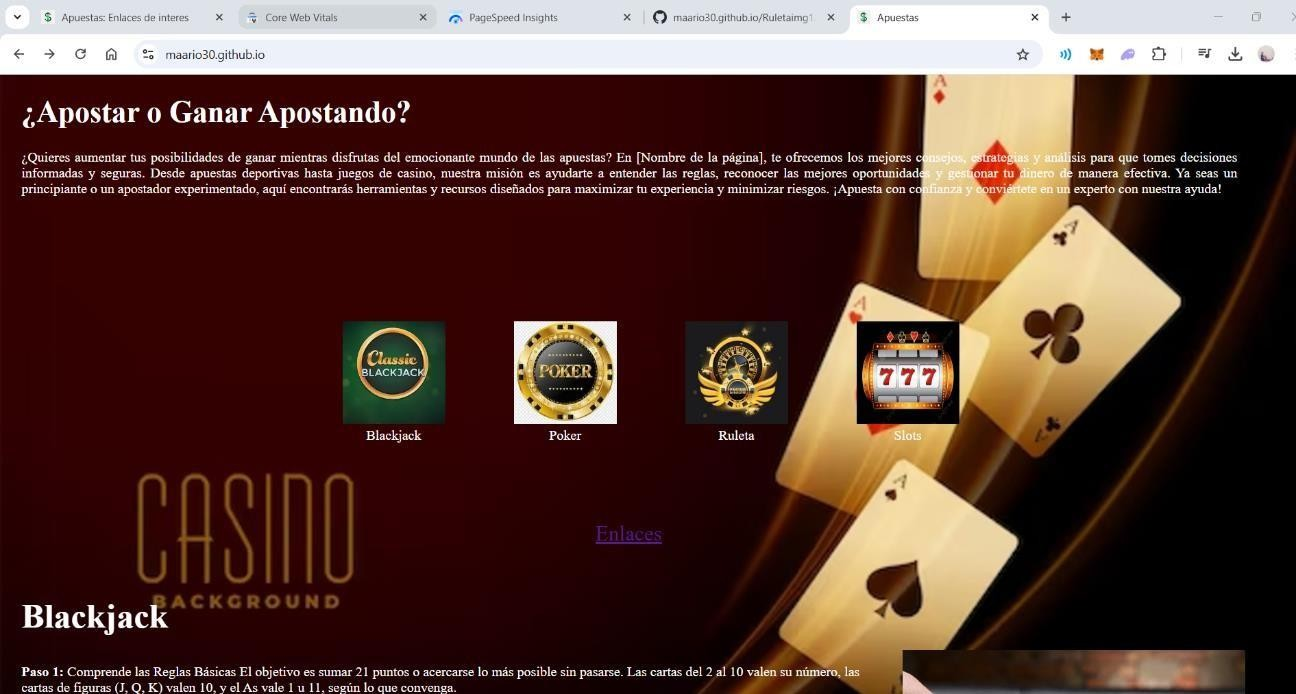 Apuestas: Enlaces de interes
Core Web Vitals
PageSpeed Insights
maario30.github.io/Ruletaimg1
Apuestas
maario30.github.io
¿Apostar o Ganar Apostando?
¿Quieres aumentar tus posibilidades de ganar mientras disfrutas del emocionante mundo de las apuestas? En [Nombre de la página], te ofrecemos los mejores consejos, estrategias y análisis para que tomes decisiones
informadas y seguras. Desde apuestas deportivas hasta juegos de casino, nuestra misión es ayudarte a entender las reglas, reconocer las mejores oportunidades y gestionar tu dinero de manera efectiva. Ya seas un
principiante o un apostador experimentado, aquí encontrarás herramientas y recursos diseñados para maximizar tu experiencia y minimizar riesgos. ¡Apuesta con confianza y conviértete en un experto con nuestra ayuda!
A
A
A
A
Classic
BLACKJACK
POKER
777
Blackjack
Poker
Ruleta
Slots
CASINO
BACKGROUND
Enlaces
Blackjack
Paso 1: Comprende las Reglas Básicas El objetivo es sumar 21 puntos o acercarse lo más posible sin pasarse. Las cartas del 2 al 10 valen su número, las
cartas de figuras (J, Q, K) valen 10, y el As vale 1 u 11, según lo que convenga.